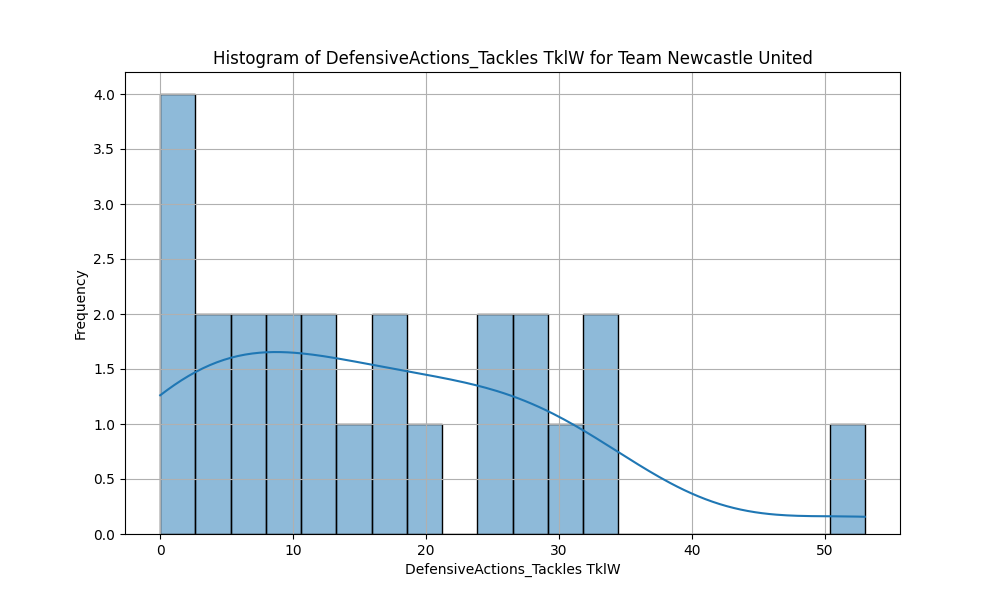 Histogram of DefensiveActions_Tackles TklW for Team Newcastle United
4.0
3.5
3.0
2.5
2.0
1.5
1.0
0.5
0.0
Frequency
0 10 20 30 40 50
DefensiveActions_Tackles TklW